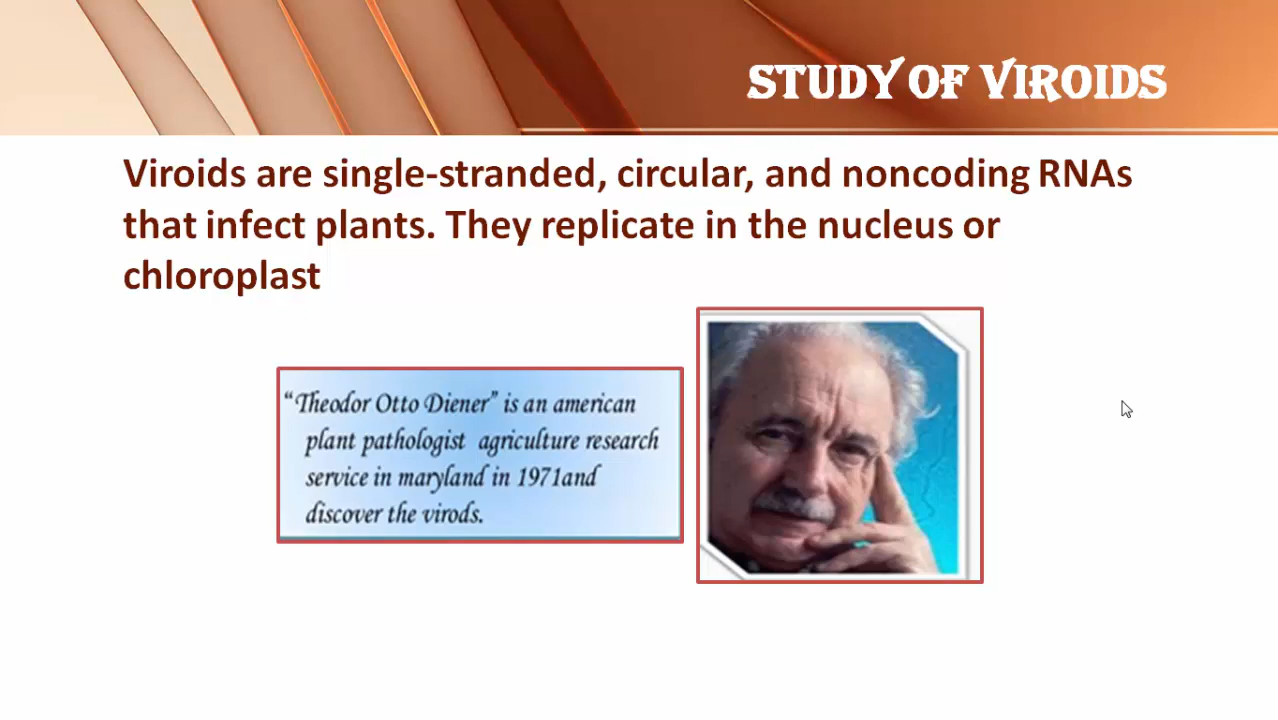 STUDY OF VIROIDS
Viroids are single-stranded, circular, and noncoding RNAs
that infect plants. They replicate in the nucleus or
chloroplast
“Theodor Otto Diener” is an american
plant pathologist agriculture research
service in maryland in 1971and
discover the virods.